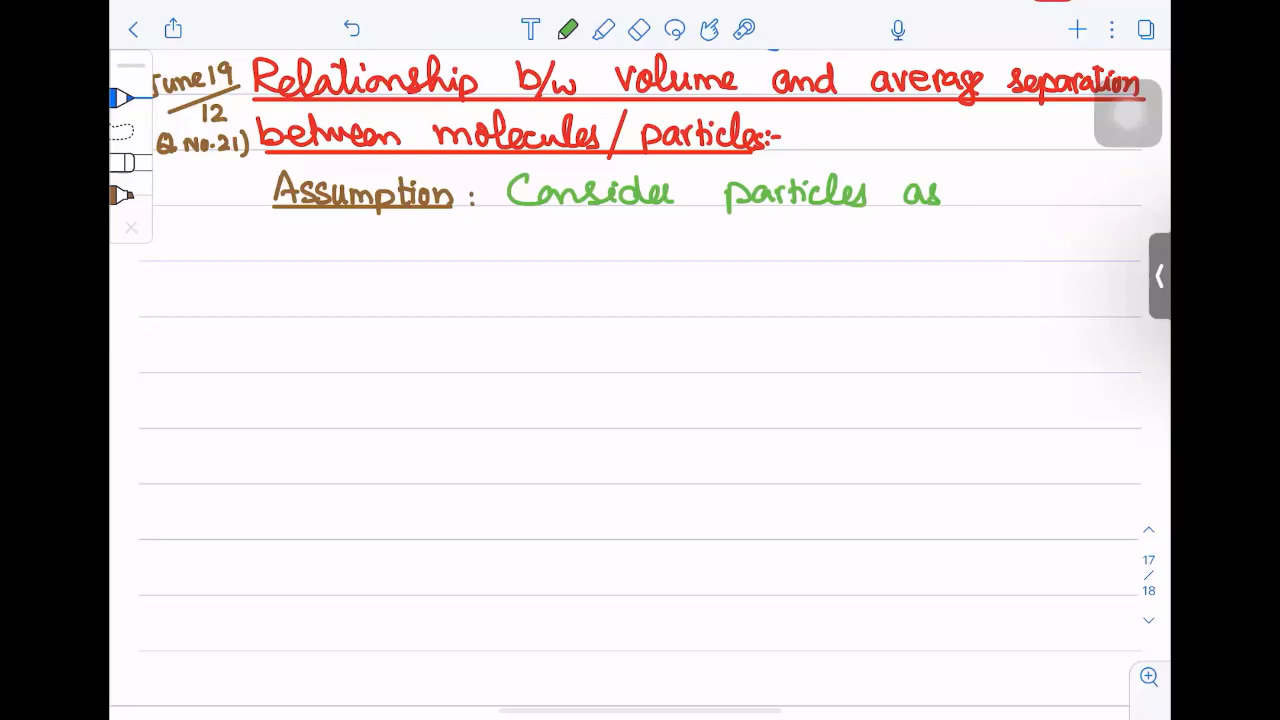 June 19
12
(Q No.21)
Relationship b/w volume and average separation
between molecules/particles:-
Assumption: Consider particles as
17
/
18